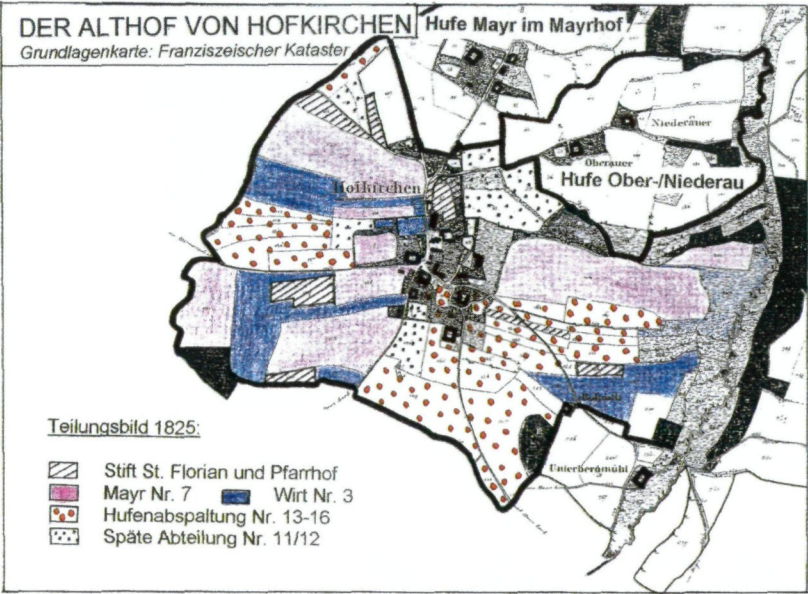 DER ALTHOF VON HOFKIRCHEN
Grundlagenkarte: Franziszeischer Kataster
Hufe Mayr im Mayrhof
Niederauer
Oberauer
Hufe Ober-/Niederau
Hofkirchen
Unterbergmühl
Teilungsbild 1825:
Stift St. Florian und Pfarrhof
Mayr Nr. 7 Wirt Nr. 3
Hufenabspaltung Nr. 13-16
Späte Abteilung Nr. 11/12